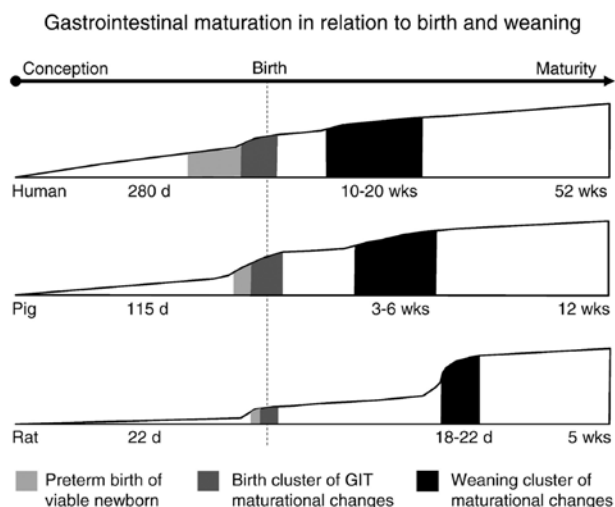 Gastrointestinal maturation in relation to birth and weaning
Conception Birth Maturity
Human 280 d 10-20 wks 52 wks
Pig 115 d 3-6 wks 12 wks
Rat 22 d 18-22 d 5 wks
Preterm birth of viable newborn
Birth cluster of GIT maturational changes
Weaning cluster of maturational changes